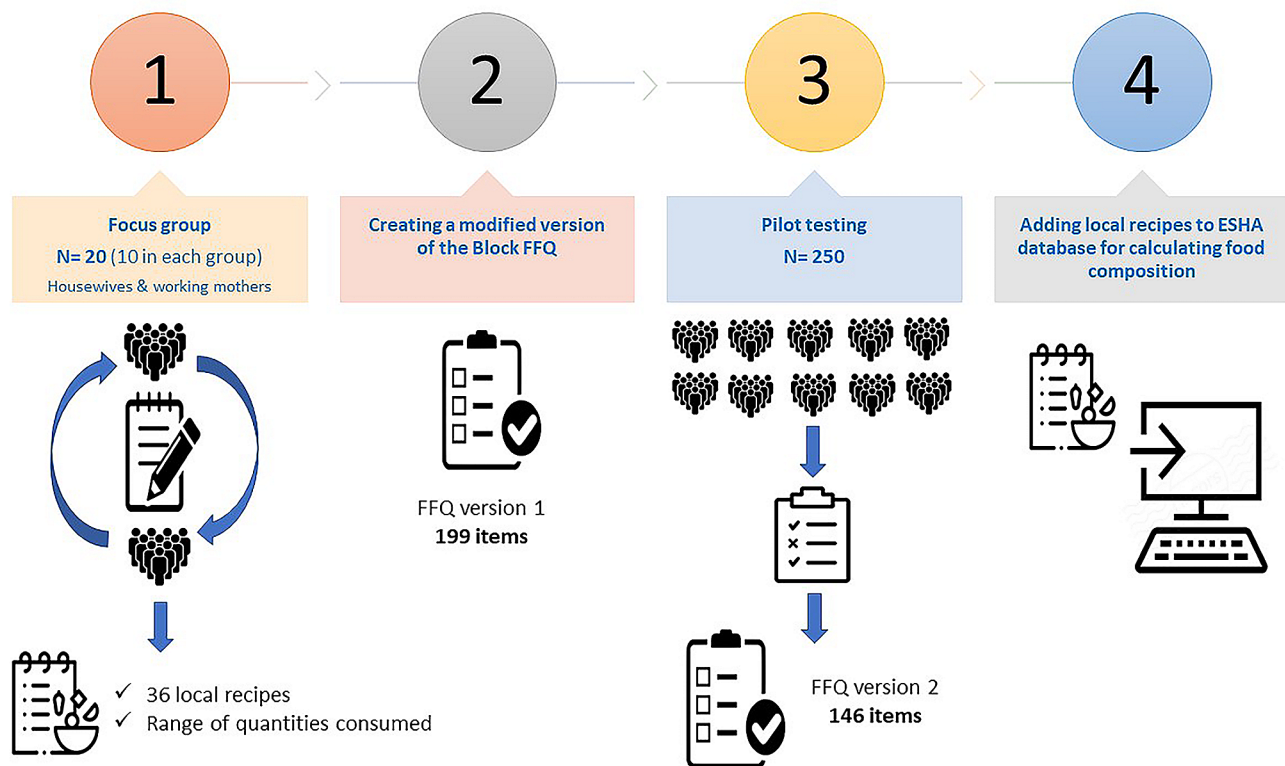 1
2
3
4
Focus group
N= 20 (10 in each group)
Housewives & working mothers
Creating a modified version
of the Block FFQ
Pilot testing
N= 250
Adding local recipes to ESHA
database for calculating food
composition
FFQ version 1
199 items
✓ 36 local recipes
✓ Range of quantities consumed
FFQ version 2
146 items